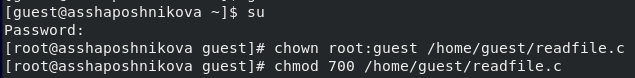 [guest@asshaposhnikova ~]$ su
Password:
[root@asshaposhnikova guest]# chown root:guest /home/guest/readfile.c
[root@asshaposhnikova guest]# chmod 700 /home/guest/readfile.c